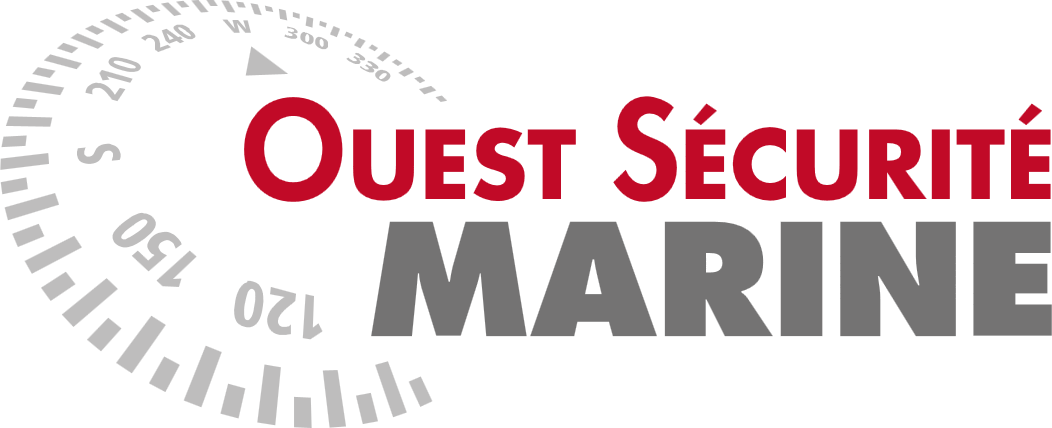 240 W 300 330
210
S
150
120
OUEST SÉCURITÉ
MARINE